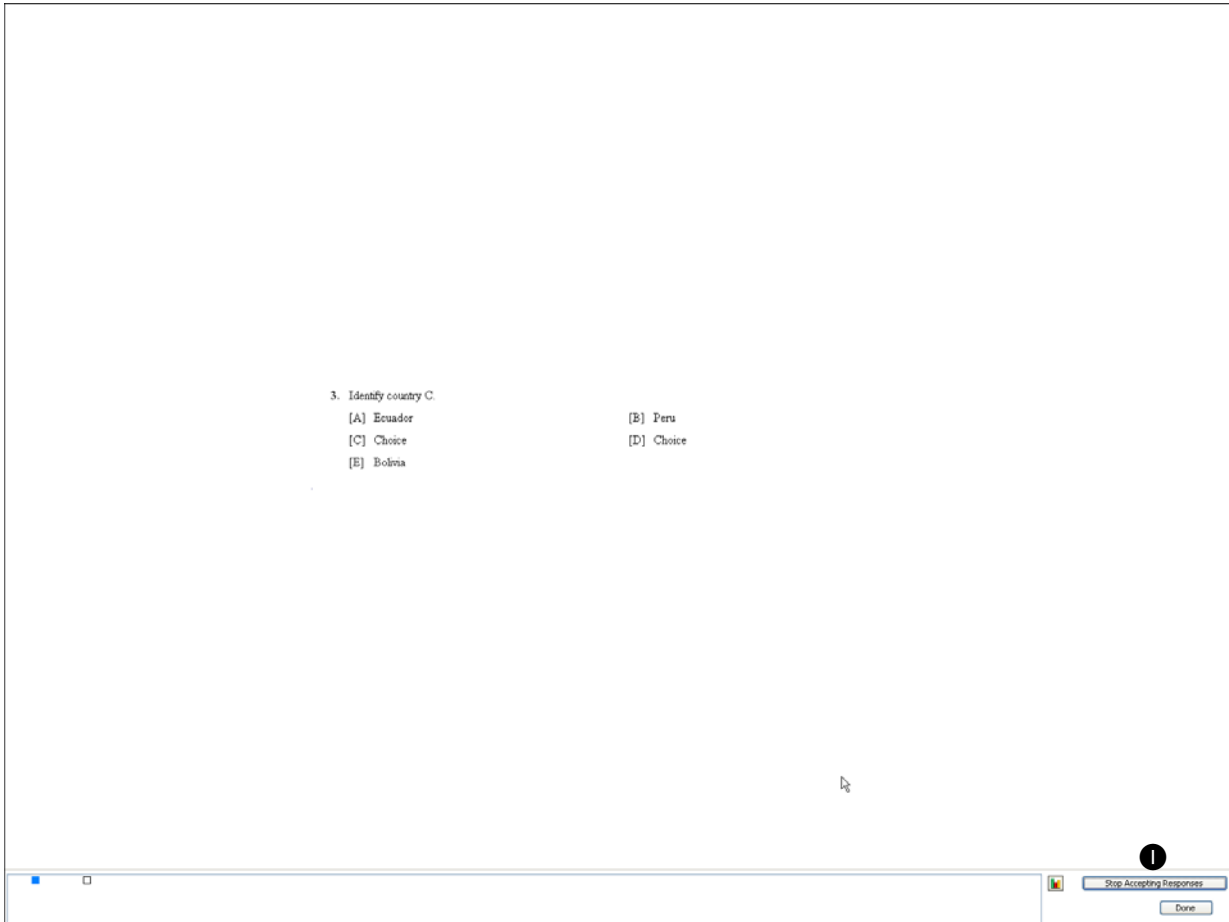 3. Identify country C.
[A] Ecuador [B] Peru
[C] Choice [D] Choice
[E] Bolivia
I
Stop Accepting Responses
Done